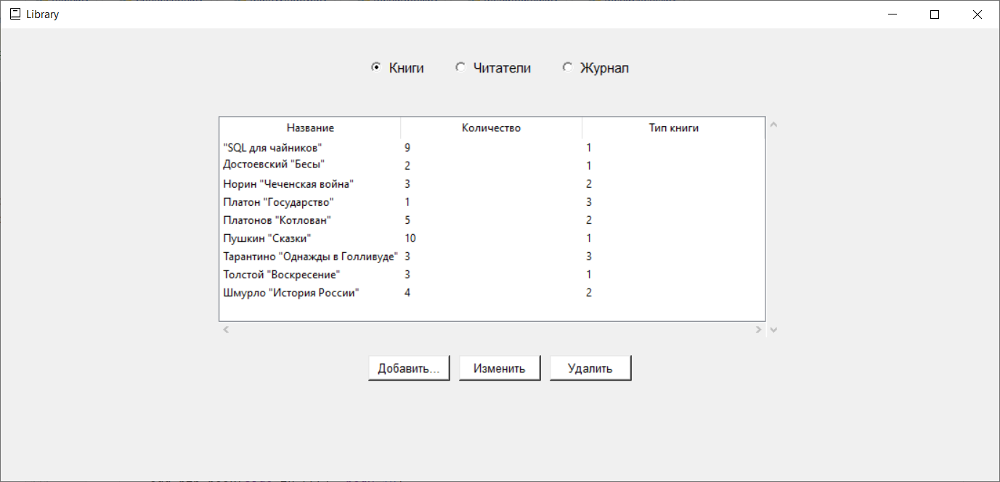 Library
Книги Читатели Журнал
Название Количество Тип книги
"SQL для чайников" 9 1
Достоевский "Бесы" 2 1
Норин "Чеченская война" 3 2
Платон "Государство" 1 3
Платонов "Котлован" 5 2
Пушкин "Сказки" 10 1
Тарантино "Однажды в Голливуде" 3 3
Толстой "Воскресение" 3 1
Шмурло "История России" 4 2
Добавить... Изменить Удалить